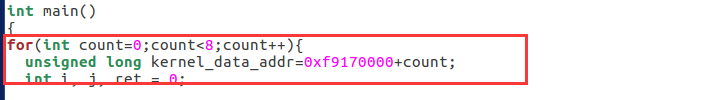 int main()
{
for(int count=0;count<8;count++){
unsigned long kernel_data_addr=0xf9170000+count;
int i, j, ret = 0;